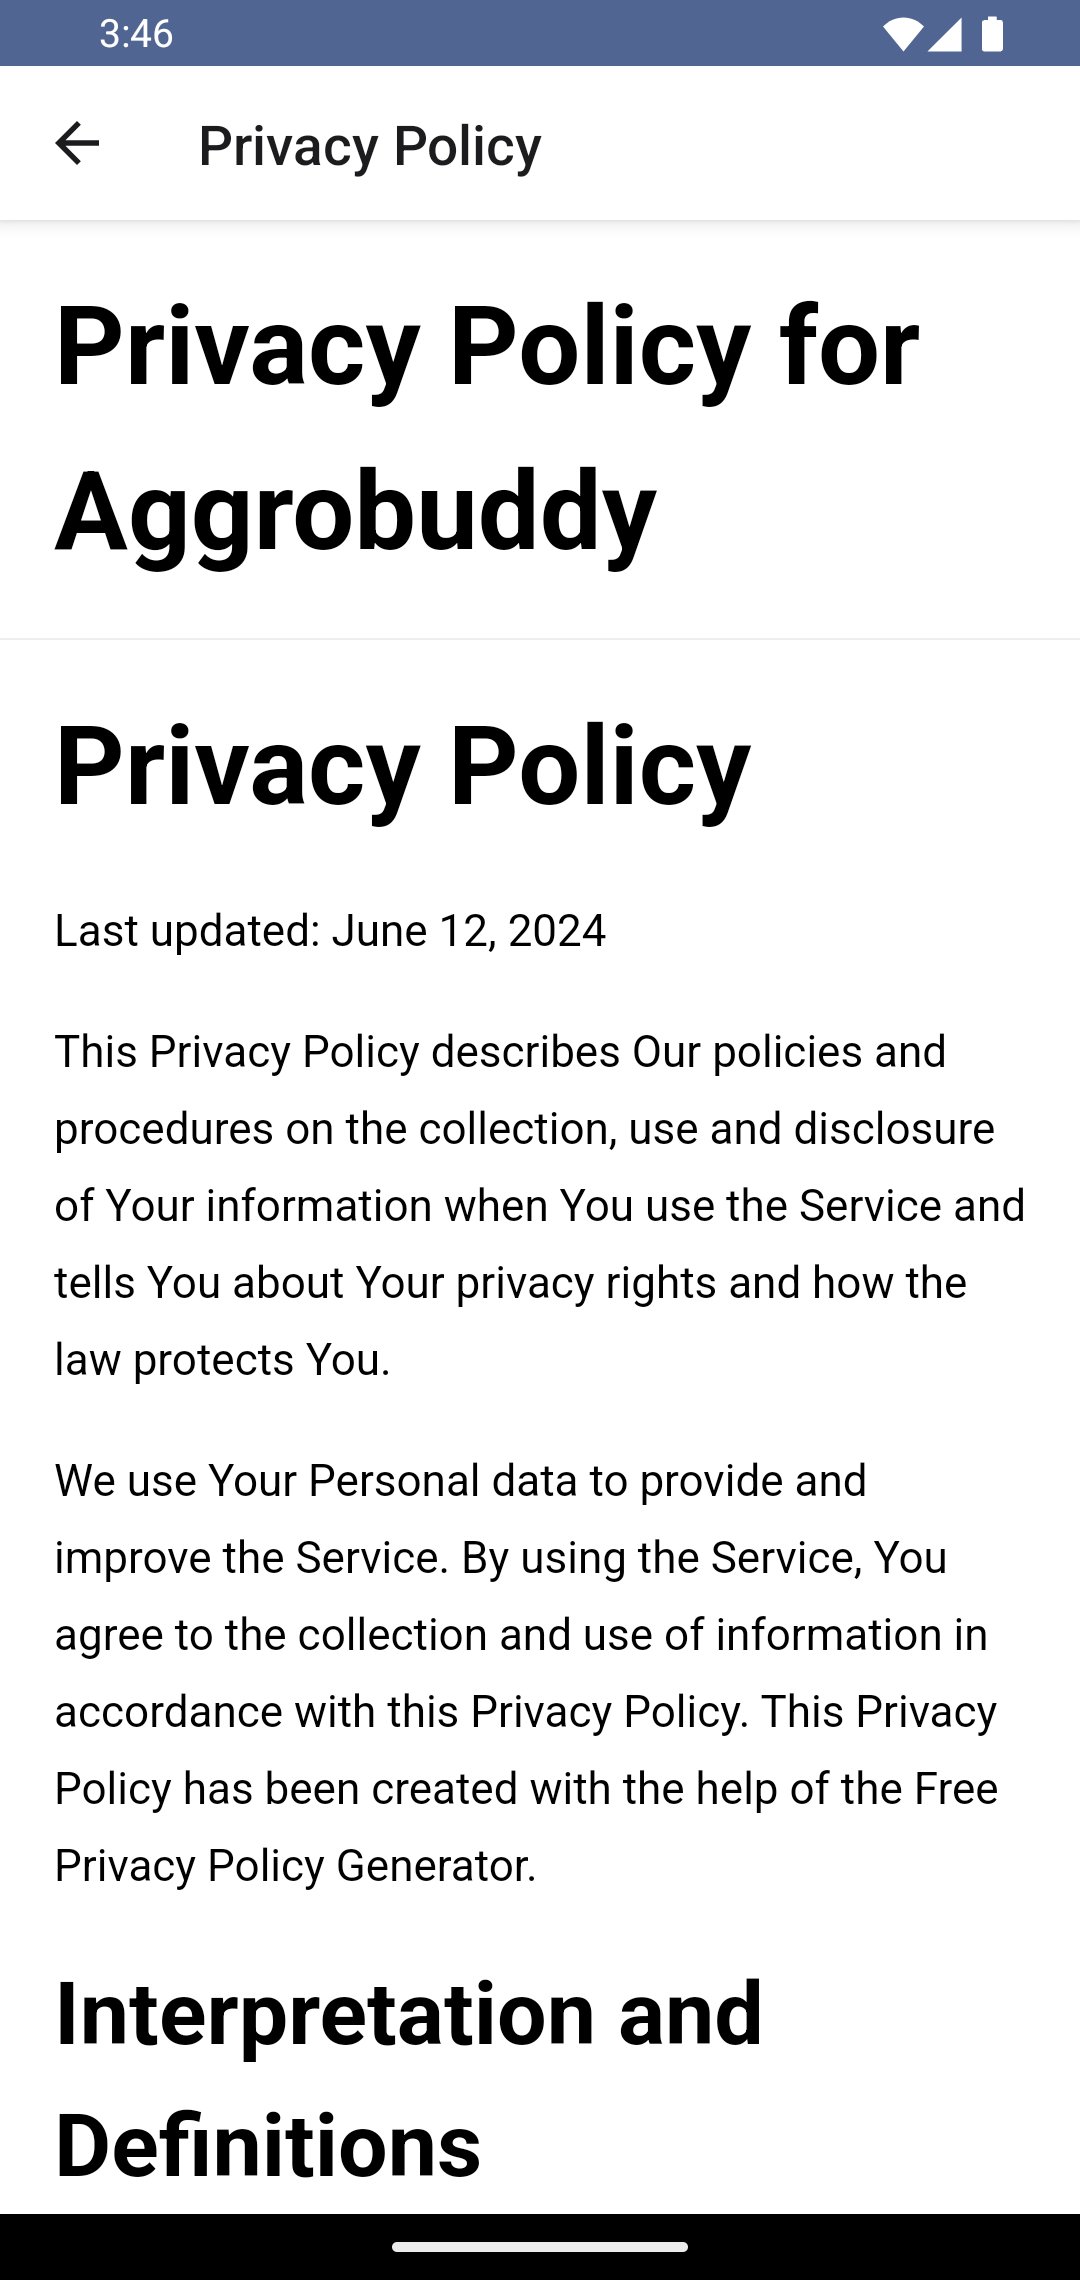 3:46
Privacy Policy
Privacy Policy for
Aggrobuddy
Privacy Policy
Last updated: June 12, 2024
This Privacy Policy describes Our policies and
procedures on the collection, use and disclosure
of Your information when You use the Service and
tells You about Your privacy rights and how the
law protects You.
We use Your Personal data to provide and
improve the Service. By using the Service, You
agree to the collection and use of information in
accordance with this Privacy Policy. This Privacy
Policy has been created with the help of the Free
Privacy Policy Generator.
Interpretation and
Definitions